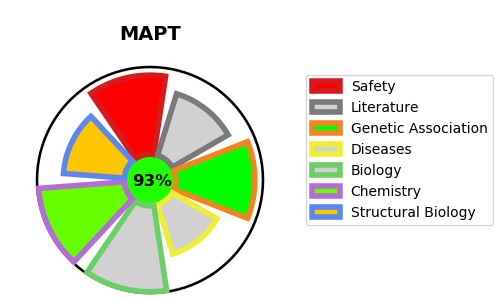 MAPT
93%
Safety
Literature
Genetic Association
Diseases
Biology
Chemistry
Structural Biology